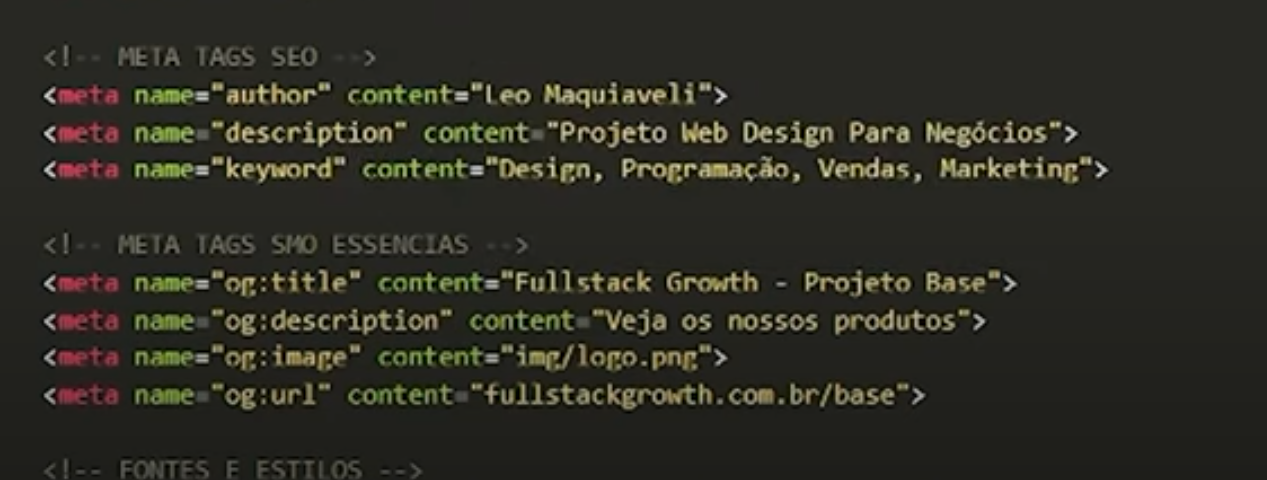 <!-- META TAGS SEO -->
<meta name="author" content="Leo Maquiaveli">
<meta name="description" content="Projeto Web Design Para Negócios">
<meta name="keyword" content="Design, Programação, Vendas, Marketing">
<!-- META TAGS SMO ESSENCIAS -->
<meta name="og:title" content="Fullstack Growth - Projeto Base">
<meta name="og:description" content="Veja os nossos produtos">
<meta name="og:image" content="img/logo.png">
<meta name="og:url" content="fullstackgrowth.com.br/base">
<!-- FONTES E ESTILOS -->